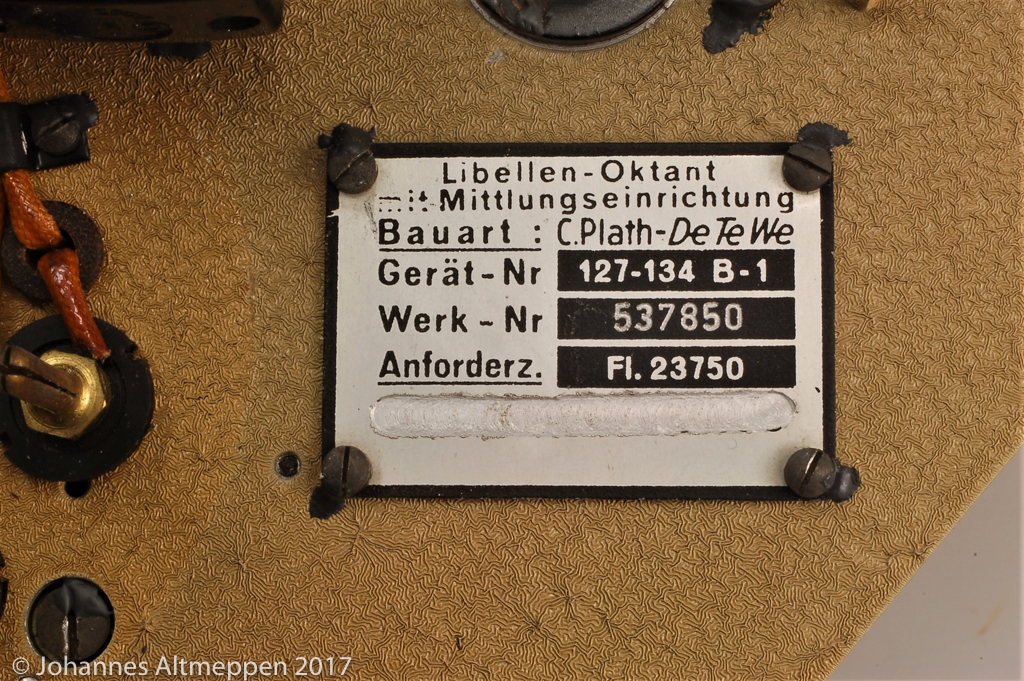 Libellen-Oktant
mit Mittlungseinrichtung
Bauart : C.Plath-DeTeWe
Gerät-Nr 127-134 B-1
Werk-Nr 537850
Anforderz. Fl. 23750
© Johannes Altmeppen 2017